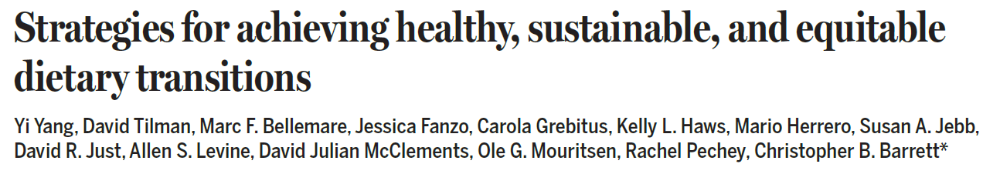 Strategies for achieving healthy, sustainable, and equitable
dietary transitions
Yi Yang, David Tilman, Marc F. Bellemare, Jessica Fanzo, Carola Grebitus, Kelly L. Haws, Mario Herrero, Susan A. Jebb,
David R. Just, Allen S. Levine, David Julian McClements, Ole G. Mouritsen, Rachel Pechey, Christopher B. Barrett*